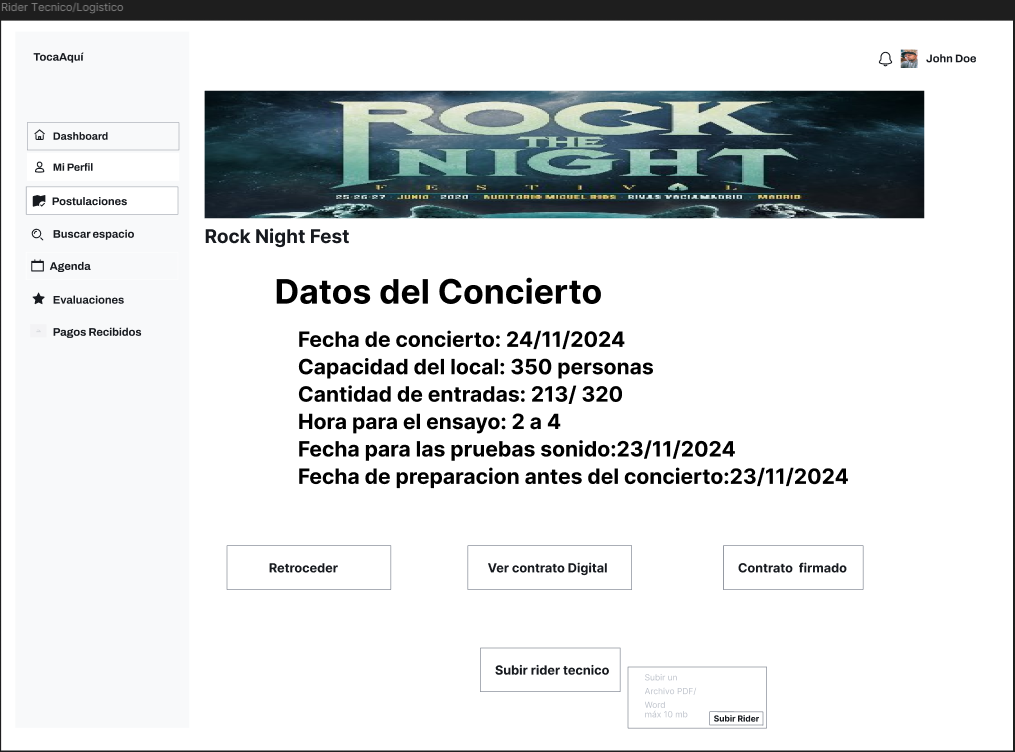 Rider Tecnico/Logistico
TocaAquí
John Doe
Dashboard
Mi Perfil
Postulaciones
Buscar espacio
Agenda
Evaluaciones
Pagos Recibidos
ROCK
THE
NIGHT
FESTIVAL
25·26·27 JUNIO 2020 AUDITORIO MIGUEL RIOS RIVAS VACIAMADRID MADRID
Rock Night Fest
Datos del Concierto
Fecha de concierto: 24/11/2024
Capacidad del local: 350 personas
Cantidad de entradas: 213/ 320
Hora para el ensayo: 2 a 4
Fecha para las pruebas sonido:23/11/2024
Fecha de preparacion antes del concierto:23/11/2024
Retroceder
Ver contrato Digital
Contrato firmado
Subir rider tecnico
Subir un
Archivo PDF/
Word
máx 10 mb
Subir Rider